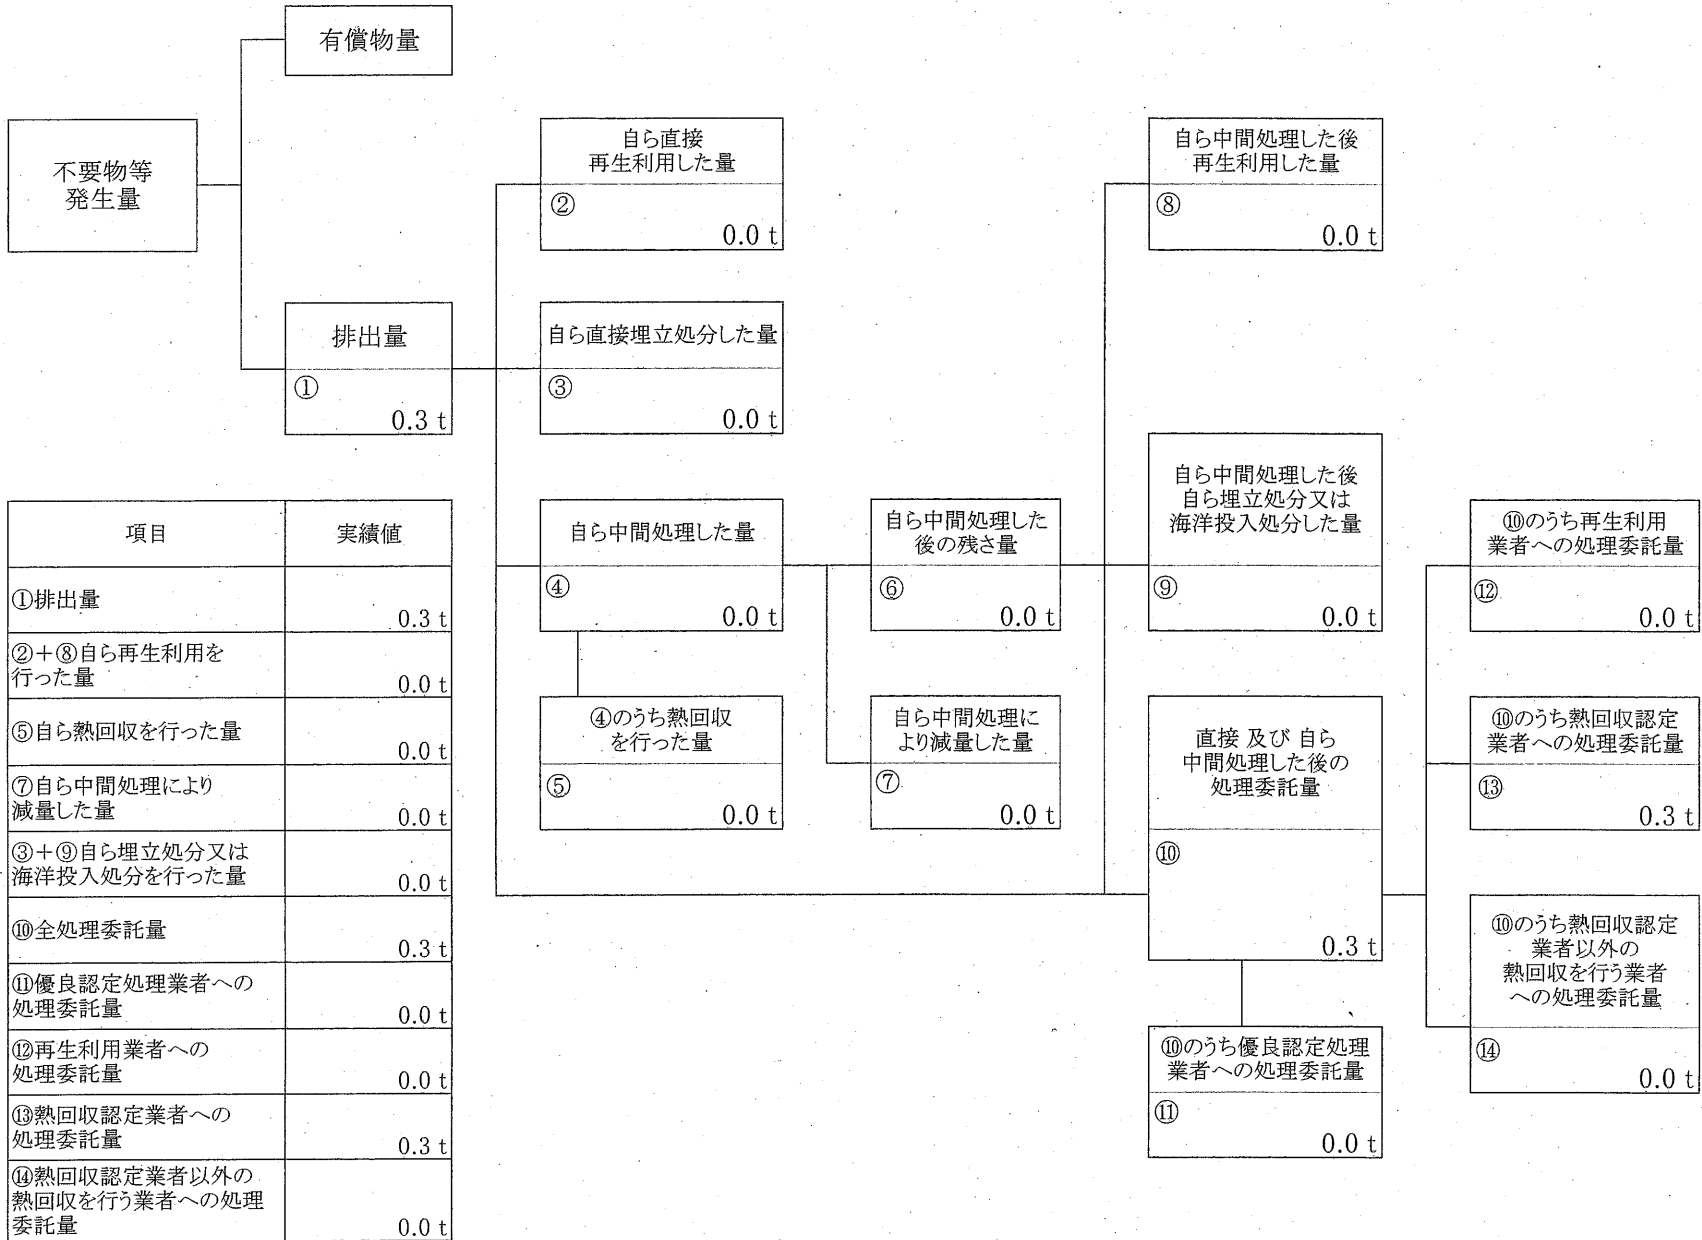 有償物量
不要物等
発生量
排出量
①
0.3 t
自ら直接
再生利用した量
②
0.0 t
自ら直接埋立処分した量
③
0.0 t
自ら中間処理した量
④
0.0 t
④のうち熱回収
を行った量
⑤
0.0 t
自ら中間処理した
後の残さ量
⑥
0.0 t
自ら中間処理に
より減量した量
⑦
0.0 t
自ら中間処理した後
再生利用した量
⑧
0.0 t
自ら中間処理した後
自ら埋立処分又は
海洋投入処分した量
⑨
0.0 t
直接 及び 自ら
中間処理した後の
処理委託量
⑩
0.3 t
⑩のうち優良認定処理
業者への処理委託量
⑪
0.0 t
⑩のうち再生利用
業者への処理委託量
⑫
0.0 t
⑩のうち熱回収認定
業者への処理委託量
⑬
0.3 t
⑩のうち熱回収認定
業者以外の
熱回収を行う業者
への処理委託量
⑭
0.0 t
項目 実績値
①排出量
0.3 t
②+⑧自ら再生利用を
行った量
0.0 t
⑤自ら熱回収を行った量
0.0 t
⑦自ら中間処理により
減量した量
0.0 t
③+⑨自ら埋立処分又は
海洋投入処分を行った量
0.0 t
⑩全処理委託量
0.3 t
⑪優良認定処理業者への
処理委託量
0.0 t
⑫再生利用業者への
処理委託量
0.0 t
⑬熱回収認定業者への
処理委託量
0.3 t
⑭熱回収認定業者以外の
熱回収を行う業者への処理
委託量
0.0 t